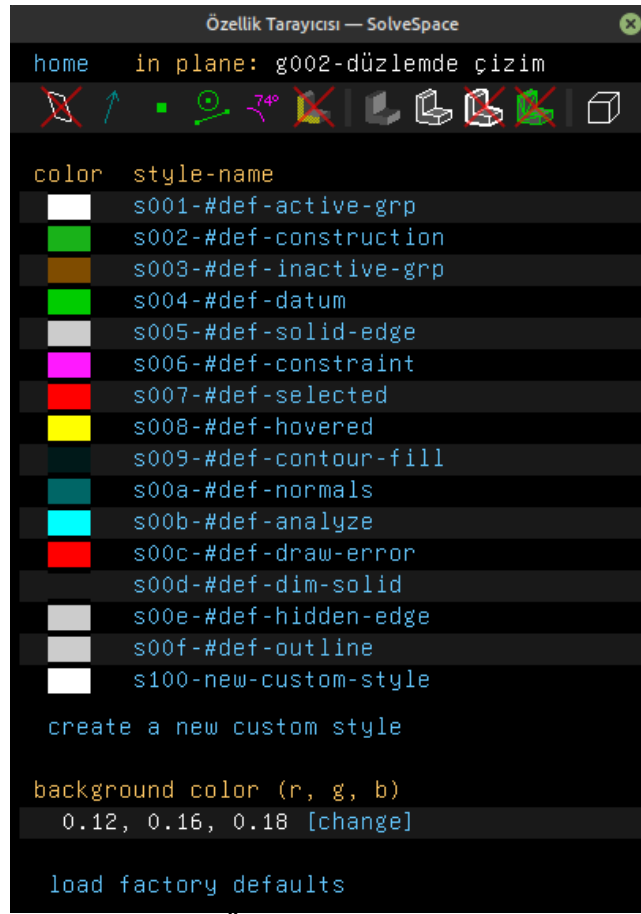 Özellik Tarayıcısı — SolveSpace
home in plane: g002-düzlemde çizim
74°
color style-name
s001-#def-active-grp
s002-#def-construction
s003-#def-inactive-grp
s004-#def-datum
s005-#def-solid-edge
s006-#def-constraint
s007-#def-selected
s008-#def-hovered
s009-#def-contour-fill
s00a-#def-normals
s00b-#def-analyze
s00c-#def-draw-error
s00d-#def-dim-solid
s00e-#def-hidden-edge
s00f-#def-outline
s100-new-custom-style
create a new custom style
background color (r, g, b)
0.12, 0.16, 0.18 [change]
load factory defaults